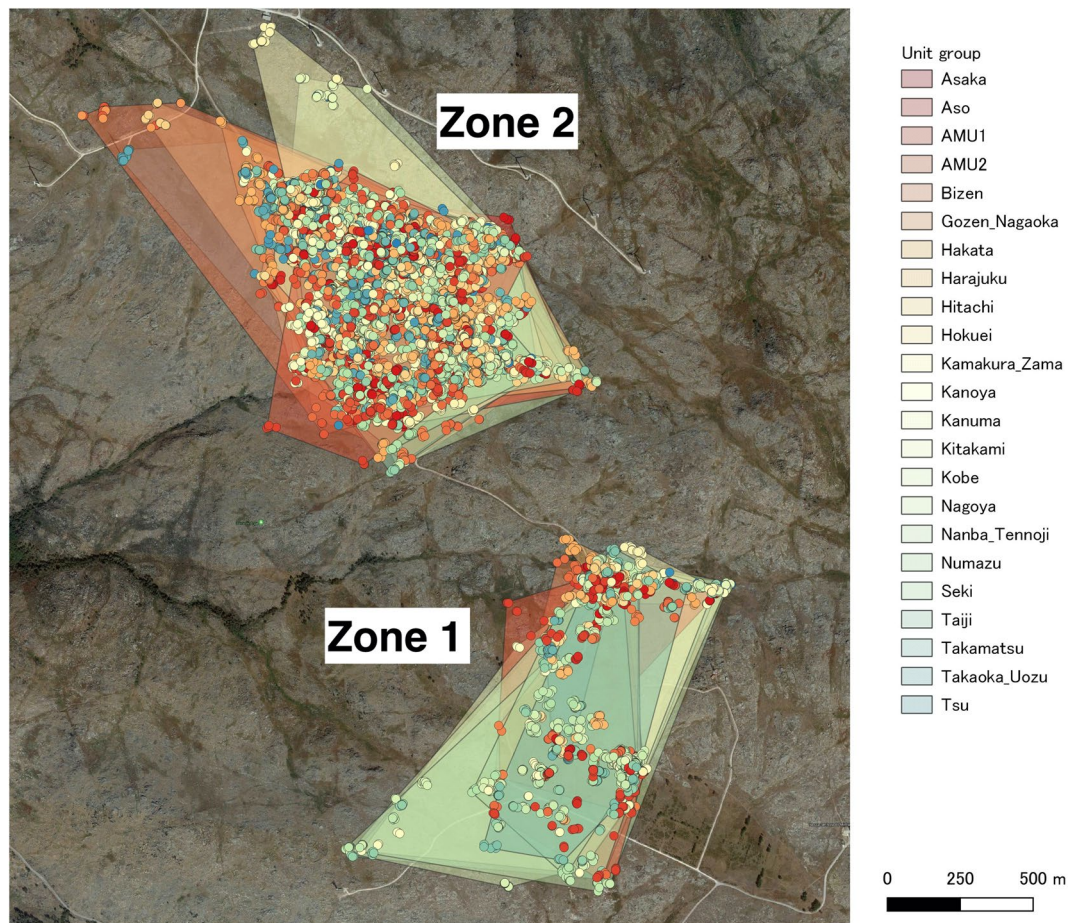 Zone 2
Zone 1
Unit group
Asaka
Aso
AMU1
AMU2
Bizen
Gozen_Nagaoka
Hakata
Harajuku
Hitachi
Hokuei
Kamakura_Zama
Kanoya
Kanuma
Kitakami
Kobe
Nagoya
Nanba_Tennoji
Numazu
Seki
Taiji
Takamatsu
Takaoka_Uozu
Tsu
0 250 500 m